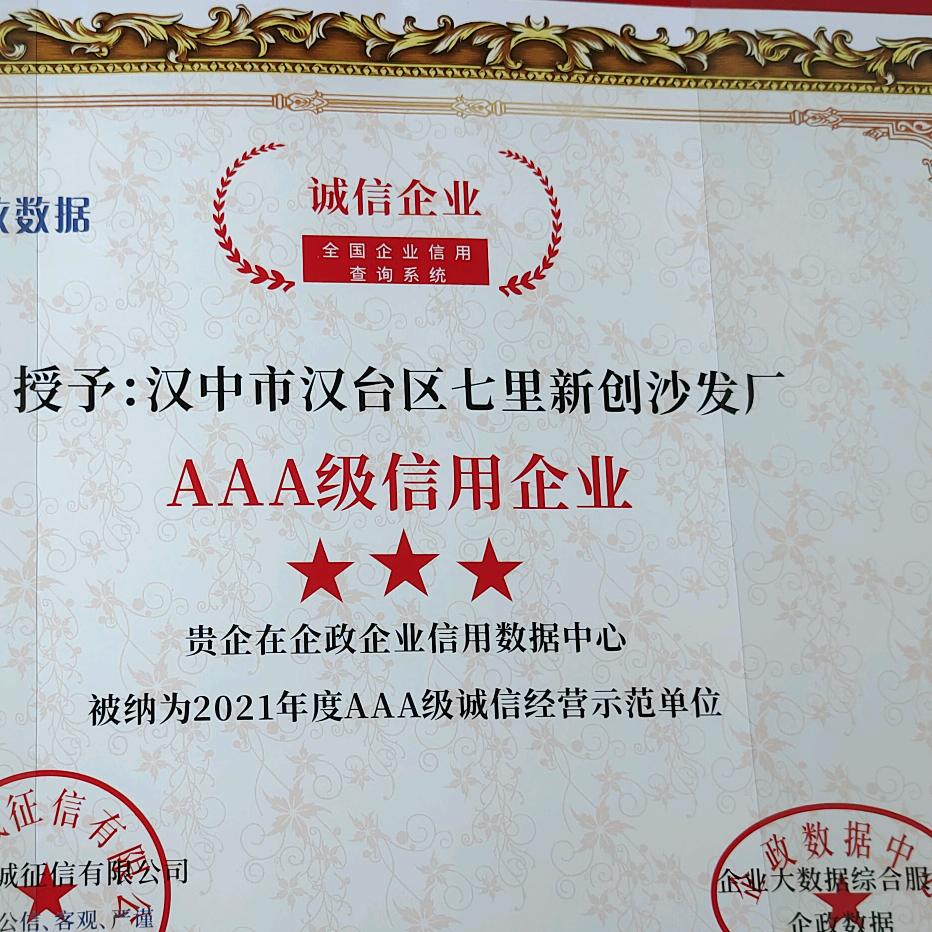 数据
诚信企业
全国企业信用
查询系统
授予:汉中市汉台区七里新创沙发厂
AAA级信用企业
贵企在企政企业信用数据中心
被纳为2021年度AAA级诚信经营示范单位
征信有限公
诚征信有限公司
公信、客观、严谨
政数据中
企业大数据综合服
企政数据